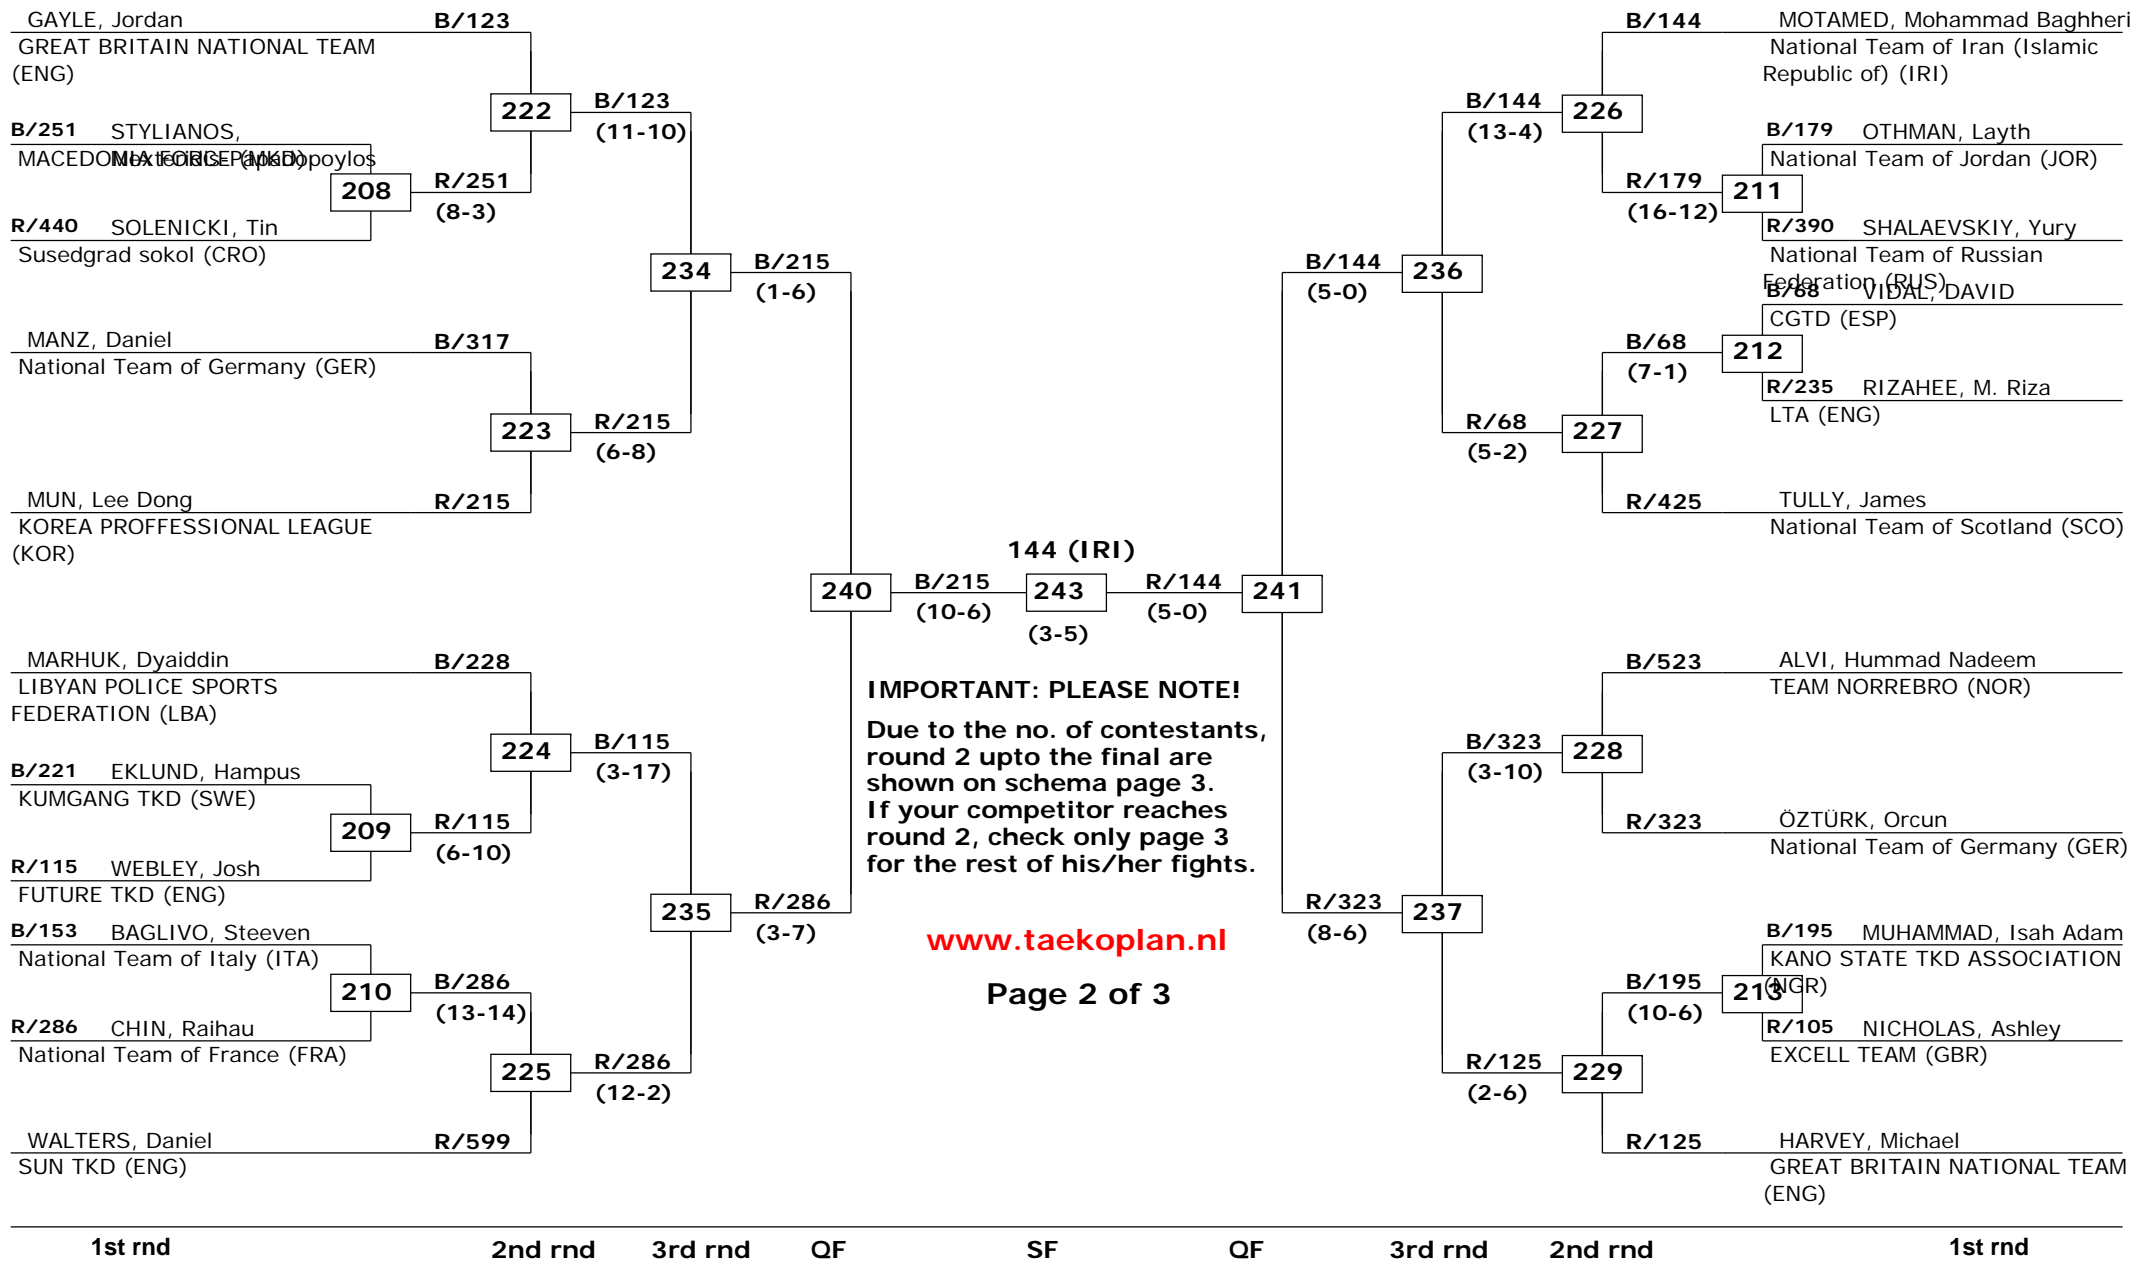 GAYLE, Jordan
B/123
GREAT BRITAIN NATIONAL TEAM
(ENG)
222
B/123
(11-10)
B/251 STYLIANOS,
MACEDONIA FORCE (MKD)
208
R/251
(8-3)
R/440 SOLENICKI, Tin
Susedgrad sokol (CRO)
234
B/215
(1-6)
MANZ, Daniel
B/317
National Team of Germany (GER)
223
R/215
(6-8)
MUN, Lee Dong
R/215
KOREA PROFFESSIONAL LEAGUE
(KOR)
240
B/215
(10-6)
MARHUK, Dyaiddin
B/228
LIBYAN POLICE SPORTS
FEDERATION (LBA)
224
B/115
(3-17)
B/221 EKLUND, Hampus
KUMGANG TKD (SWE)
209
R/115
(6-10)
R/115 WEBLEY, Josh
FUTURE TKD (ENG)
235
R/286
(3-7)
B/153 BAGLIVO, Steeven
National Team of Italy (ITA)
210
B/286
(13-14)
R/286 CHIN, Raihau
National Team of France (FRA)
225
R/286
(12-2)
WALTERS, Daniel
R/599
SUN TKD (ENG)
144 (IRI)
243
(3-5)
IMPORTANT: PLEASE NOTE!
Due to the no. of contestants,
round 2 upto the final are
shown on schema page 3.
If your competitor reaches
round 2, check only page 3
for the rest of his/her fights.
www.taekoplan.nl
Page 2 of 3
B/144
MOTAMED, Mohammad Baghheri
National Team of Iran (Islamic
Republic of) (IRI)
B/144
(13-4)
226
B/179 OTHMAN, Layth
National Team of Jordan (JOR)
R/179
(16-12)
211
R/390 SHALAEVSKIY, Yury
National Team of Russian
Federation (RUS)
B/144
(5-0)
236
B/68 VIDAL, DAVID
CGTD (ESP)
B/68
(7-1)
212
R/235 RIZAHEE, M. Riza
LTA (ENG)
R/68
(5-2)
227
R/425
TULLY, James
National Team of Scotland (SCO)
R/144
(5-0)
241
B/523
ALVI, Hummad Nadeem
TEAM NORREBRO (NOR)
B/323
(3-10)
228
R/323
ÖZTÜRK, Orcun
National Team of Germany (GER)
R/323
(8-6)
237
B/195 MUHAMMAD, Isah Adam
KANO STATE TKD ASSOCIATION
(NGR)
B/195
(10-6)
213
R/105 NICHOLAS, Ashley
EXCELL TEAM (GBR)
R/125
(2-6)
229
R/125
HARVEY, Michael
GREAT BRITAIN NATIONAL TEAM
(ENG)
1st rnd 2nd rnd 3rd rnd QF SF QF 3rd rnd 2nd rnd 1st rnd